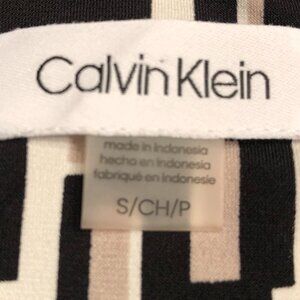 Calvin Klein
made in Indonesia
hecho en Indonesia
fabriqué en Indonesie
S/CH/P